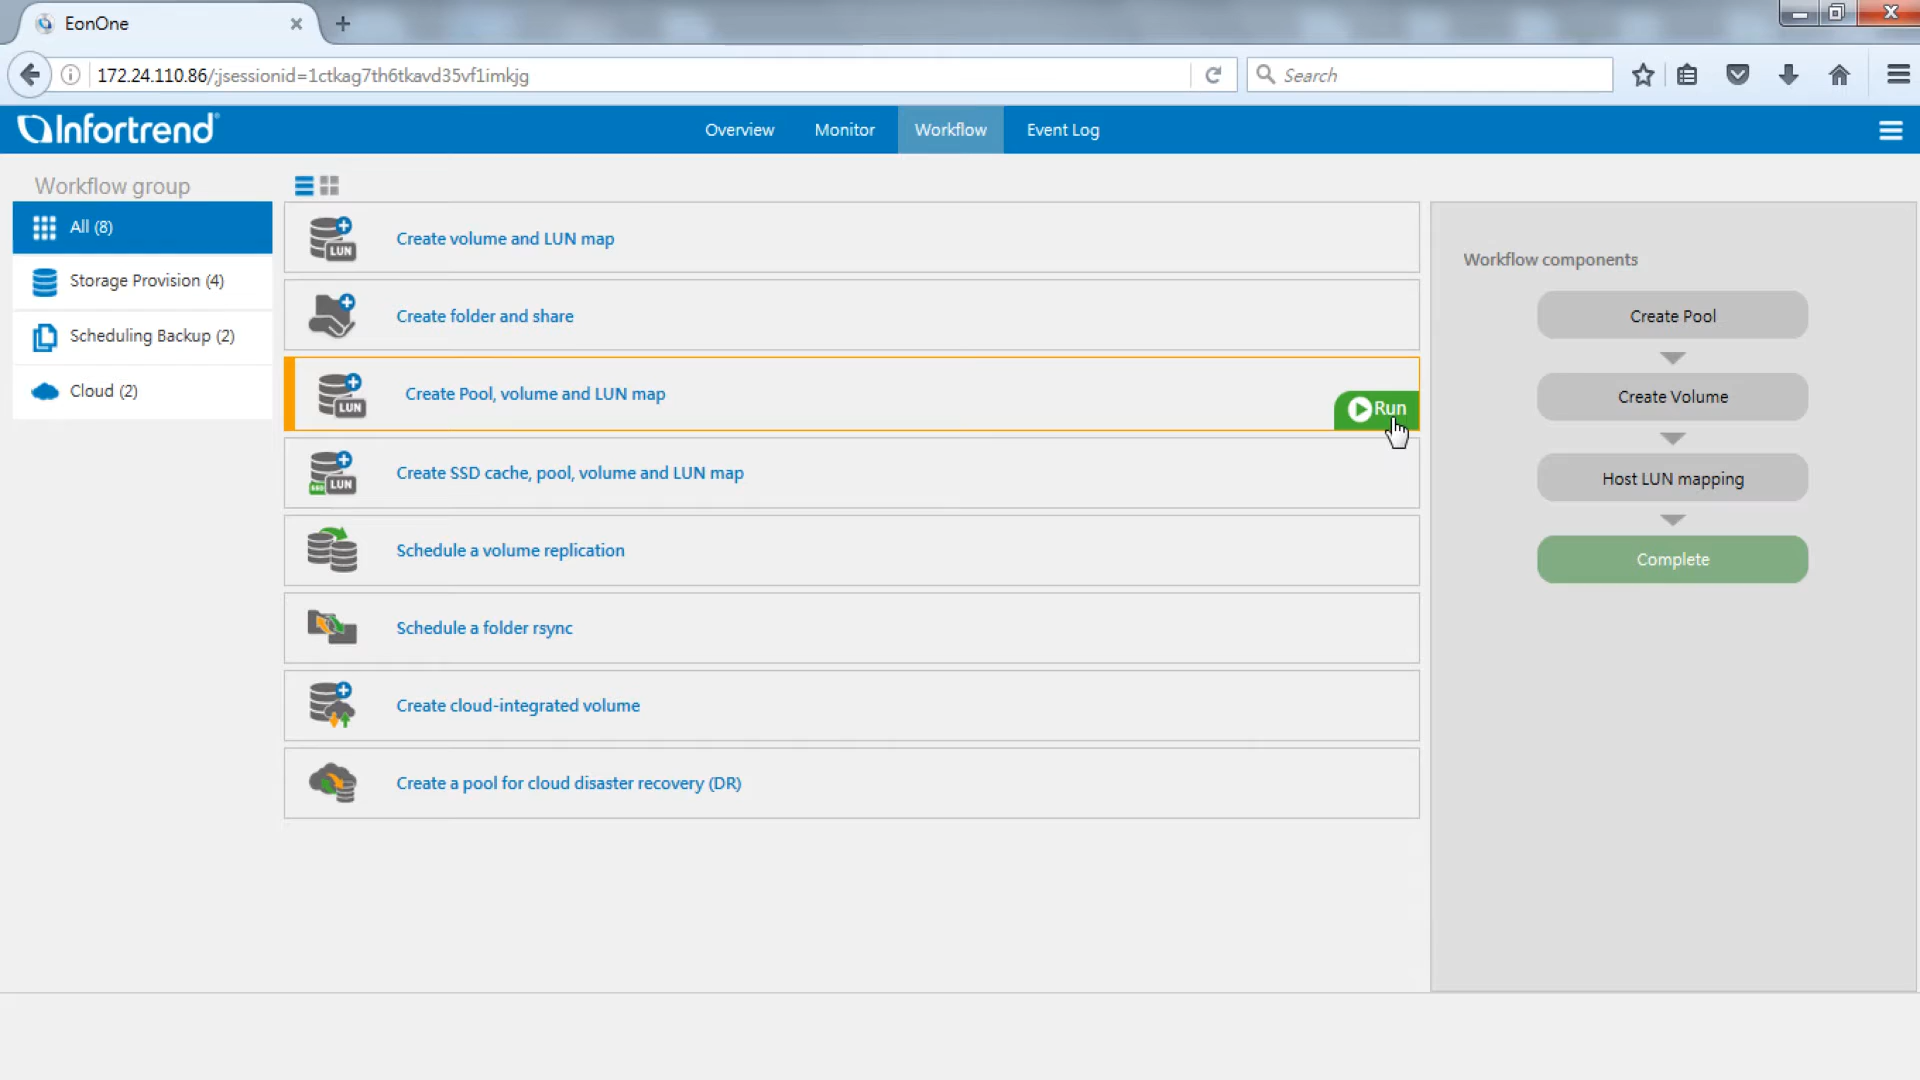 EonOne
172.24.110.86/;jsessionid=1ctkag7th6tkavd35vf1imkjg
Search
Infortrend
Overview
Monitor
Workflow
Event Log
Workflow group
All (8)
Storage Provision (4)
Scheduling Backup (2)
Cloud (2)
LUN
Create volume and LUN map
Create folder and share
LUN
Create Pool, volume and LUN map
Run
SSD LUN
Create SSD cache, pool, volume and LUN map
Schedule a volume replication
Schedule a folder rsync
Create cloud-integrated volume
Create a pool for cloud disaster recovery (DR)
Workflow components
Create Pool
Create Volume
Host LUN mapping
Complete